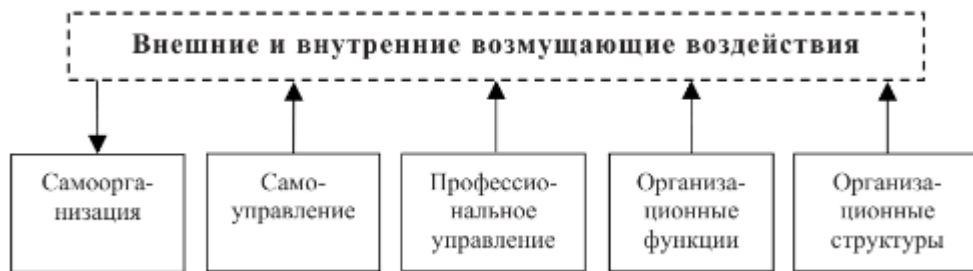 Внешние и внутренние возмущающие воздействия
Самоорга-
низация
Само-
управление
Профессио-
нальное
управление
Организа-
ционные
функции
Организа-
ционные
структуры